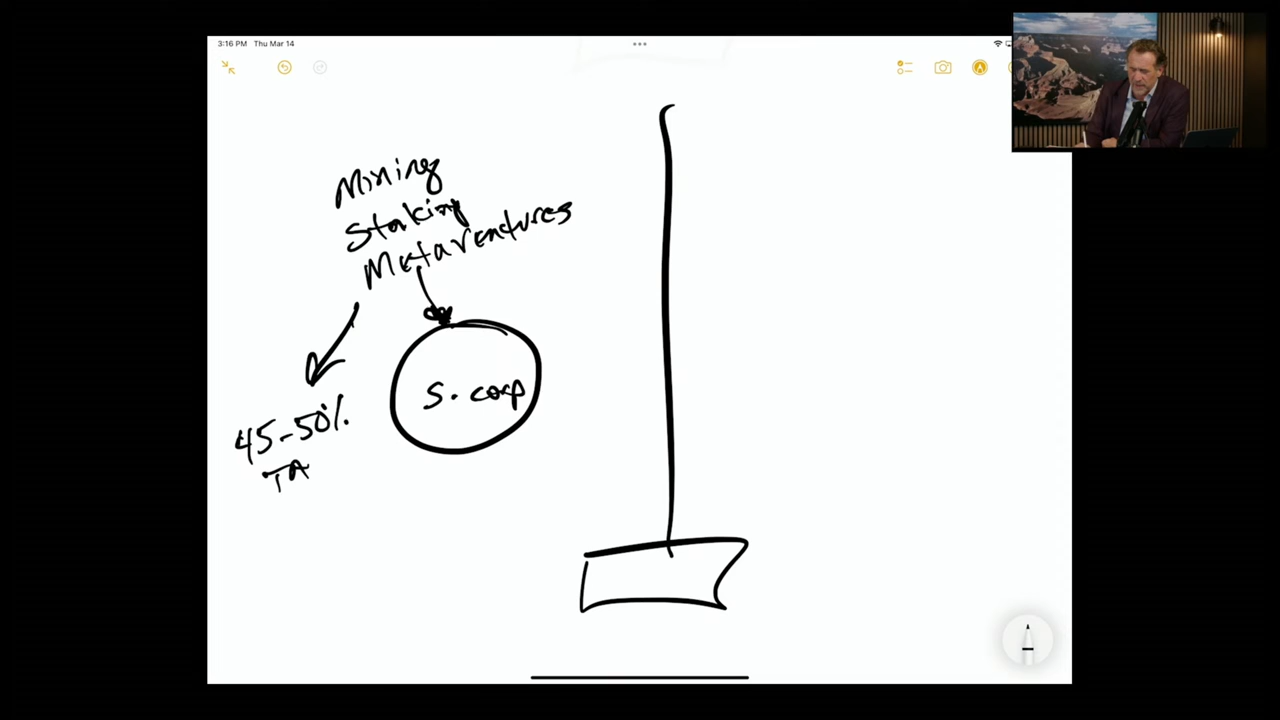 3:16 PM Thu Mar 14
Mining
Staking
Metaventures
S. corp
45-50%
TA